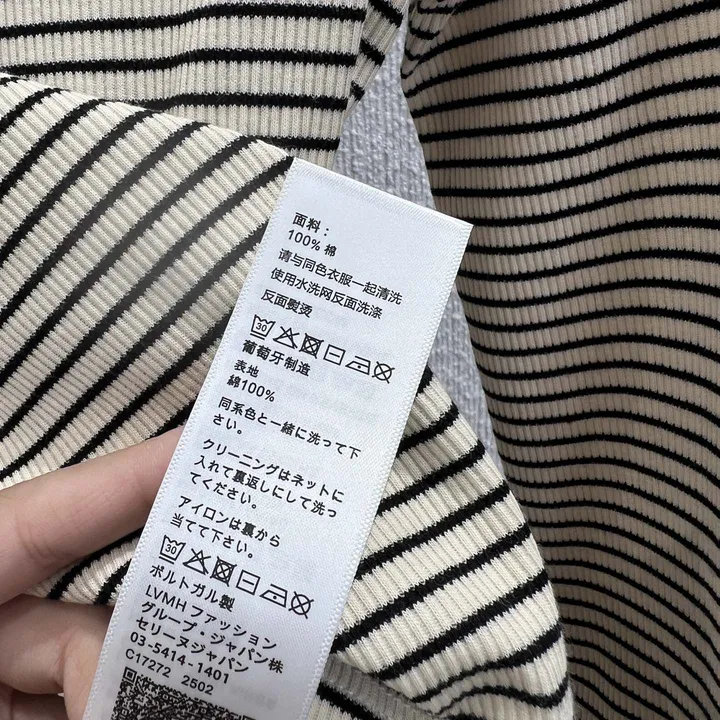 面料：
100% 棉
请与同色衣服一起清洗
使用水洗网反面洗涤
反面熨烫
30
葡萄牙制造
表地
綿100%
同系色と一緒に洗って下
さい。
クリーニングはネットに
入れて裏返しにして洗っ
てください。
アイロンは裏から
当てて下さい。
30
ポルトガル製
LVMH ファッション
グループ・ジャパン株
セリーヌジャパン
03-5414-1401
C17272 2502